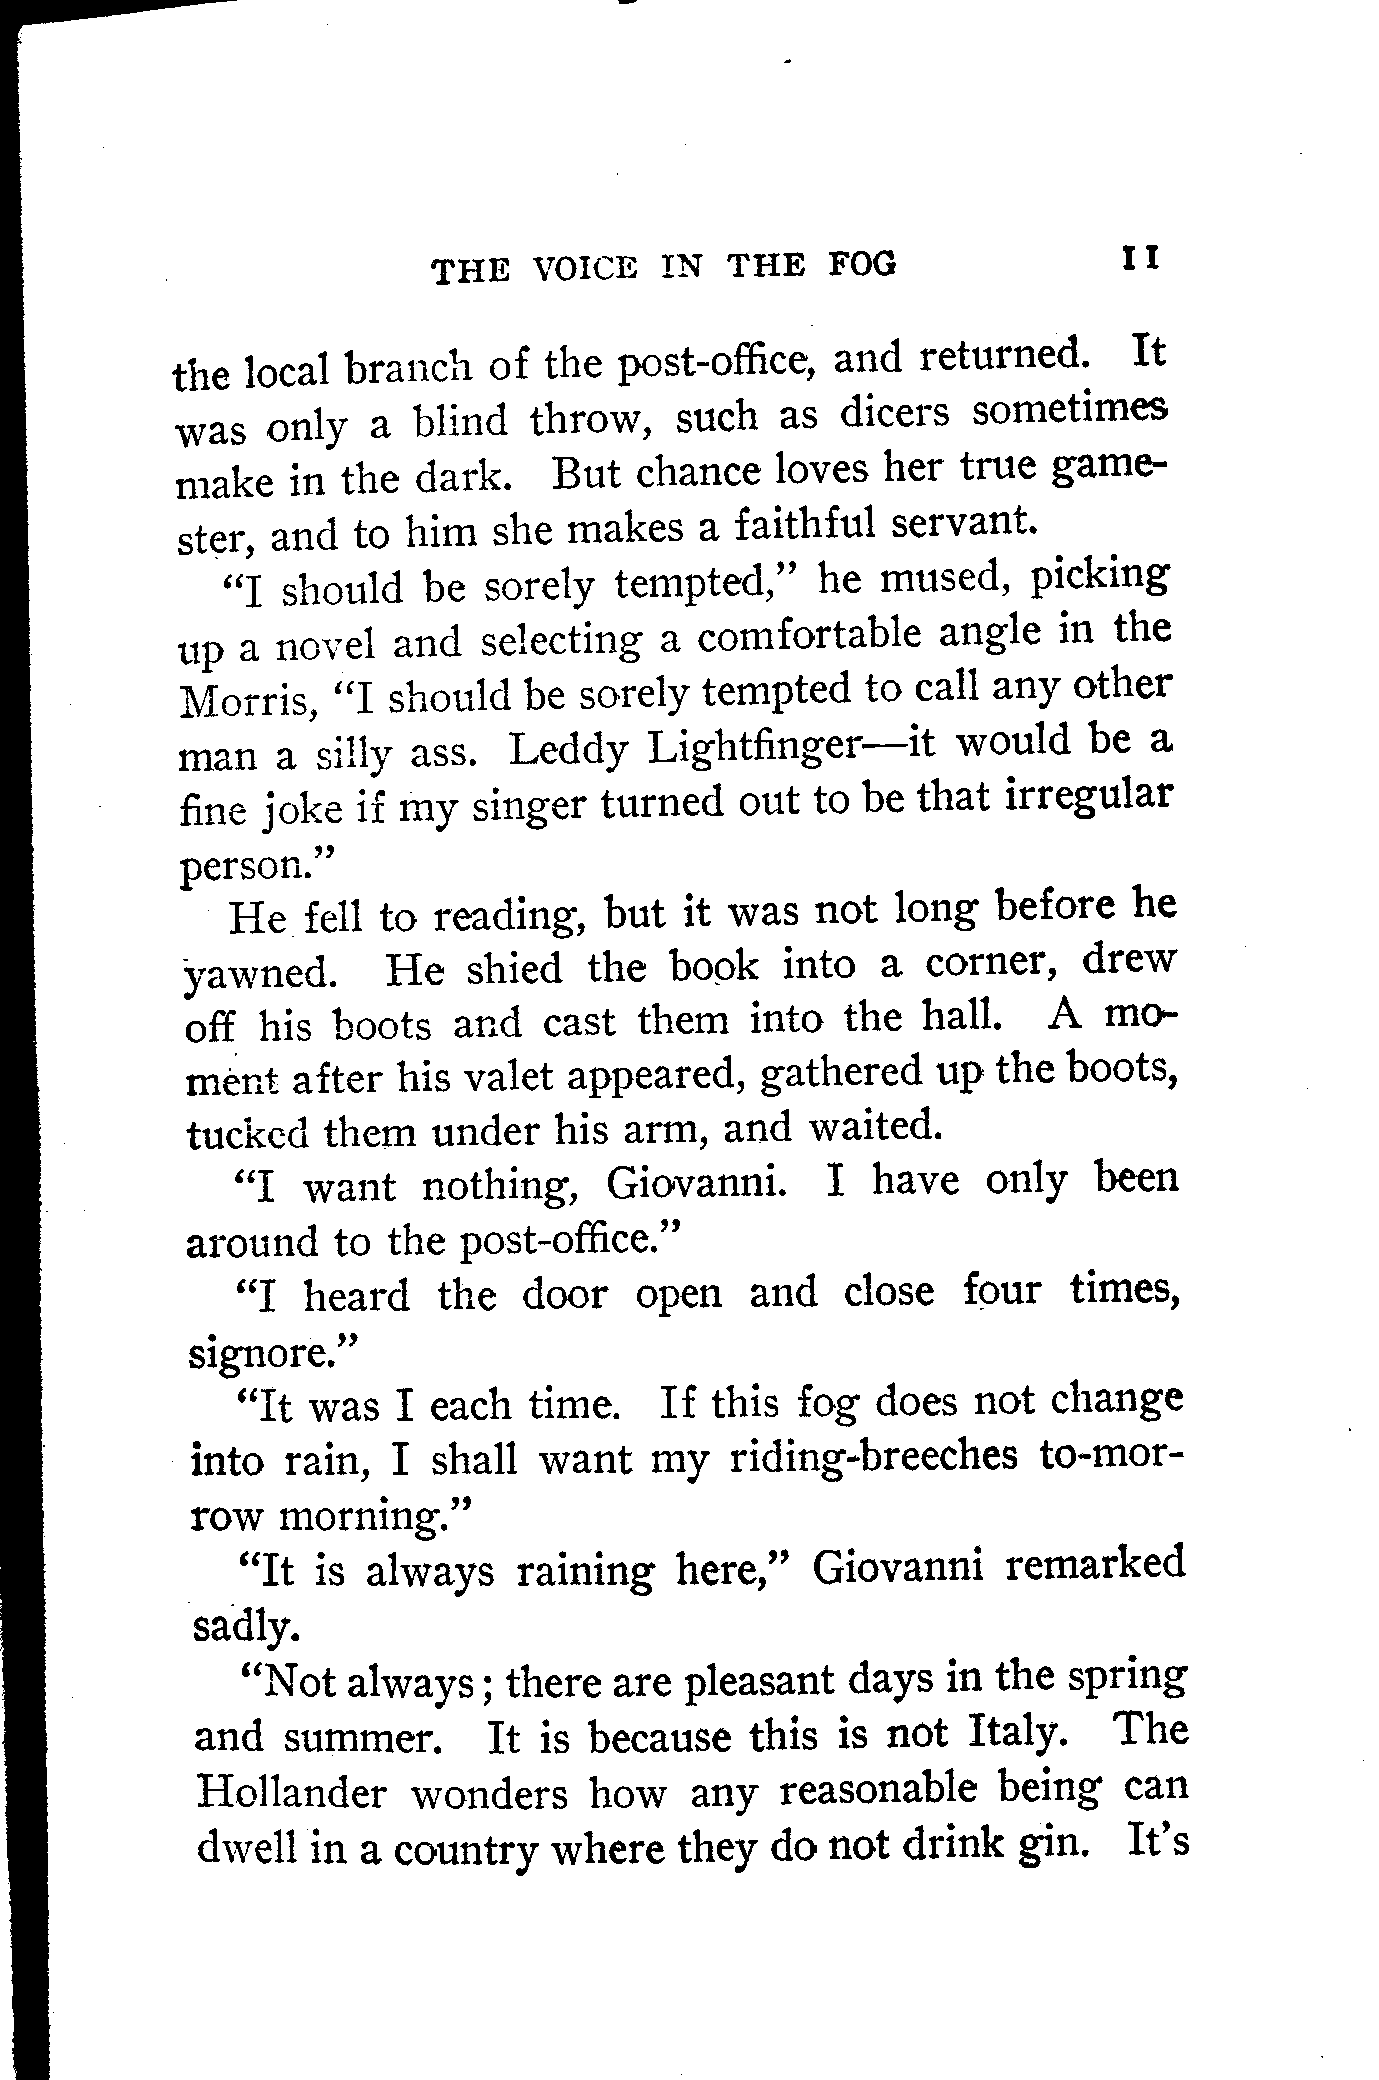 THE VOICE IN THE FOG 11
the local branch of the post-office, and returned. It
was only a blind throw, such as dicers sometimes
make in the dark. But chance loves her true game-
ster, and to him she makes a faithful servant.
"I should be sorely tempted," he mused, picking
up a novel and selecting a comfortable angle in the
Morris, "I should be sorely tempted to call any other
man a silly ass. Leddy Lightfinger—it would be a
fine joke if my singer turned out to be that irregular
person."
He fell to reading, but it was not long before he
yawned. He shied the book into a corner, drew
off his boots and cast them into the hall. A mo-
ment after his valet appeared, gathered up the boots,
tucked them under his arm, and waited.
"I want nothing, Giovanni. I have only been
around to the post-office."
"I heard the door open and close four times,
signore."
"It was I each time. If this fog does not change
into rain, I shall want my riding-breeches to-mor-
row morning."
"It is always raining here," Giovanni remarked
sadly.
"Not always; there are pleasant days in the spring
and summer. It is because this is not Italy. The
Hollander wonders how any reasonable being can
dwell in a country where they do not drink gin. It's